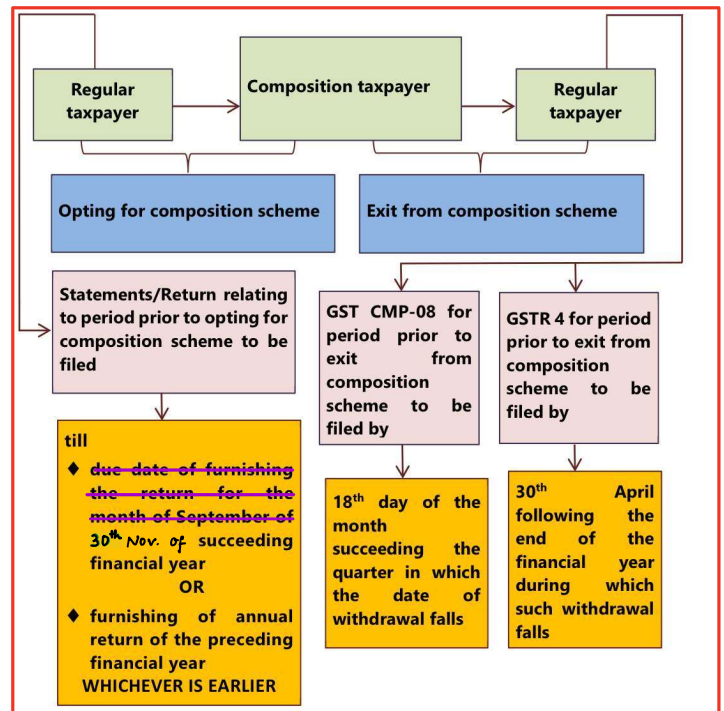 Regular
taxpayer
Composition taxpayer
Regular
taxpayer
Opting for composition scheme
Exit from composition scheme
Statements/Return relating
to period prior to opting for
composition scheme to be
filed
GST CMP-08 for
period prior to
exit from
composition
scheme to be
filed by
GSTR 4 for period
prior to exit from
composition
scheme to be
filed by
till
♦ due date of furnishing
the return for the
month of September of
30th Nov. of succeeding
financial year
OR
♦ furnishing of annual
return of the preceding
financial year
WHICHEVER IS EARLIER
18th day of the
month
succeeding the
quarter in which
the date of
withdrawal falls
30th April
following the
end of the
financial year
during which
such withdrawal
falls